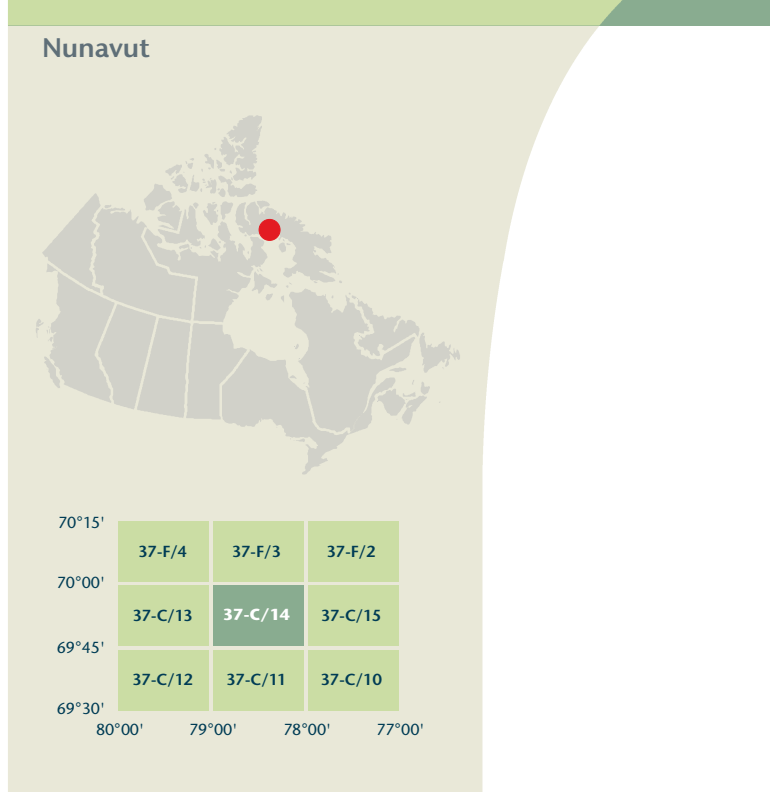 Nunavut
70°15'
37-F/4 37-F/3 37-F/2
70°00'
37-C/13 37-C/14 37-C/15
69°45'
37-C/12 37-C/11 37-C/10
69°30'
80°00' 79°00' 78°00' 77°00'